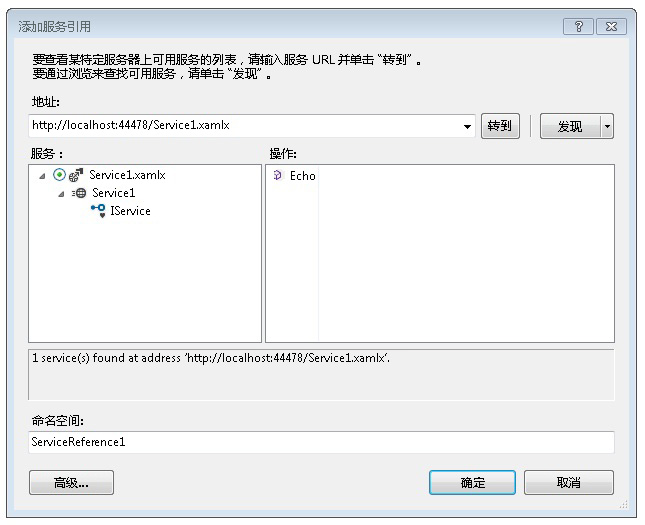 添加服务引用
要查看某特定服务器上可用服务的列表，请输入服务 URL 并单击“转到”。
要通过浏览来查找可用服务，请单击“发现”。
地址:
http://localhost:44478/Service1.xamlx
转到
发现
服务：
操作:
Service1.xamlx
Echo
Service1
IService
1 service(s) found at address 'http://localhost:44478/Service1.xamlx'.
命名空间:
ServiceReference1
高级...
确定
取消